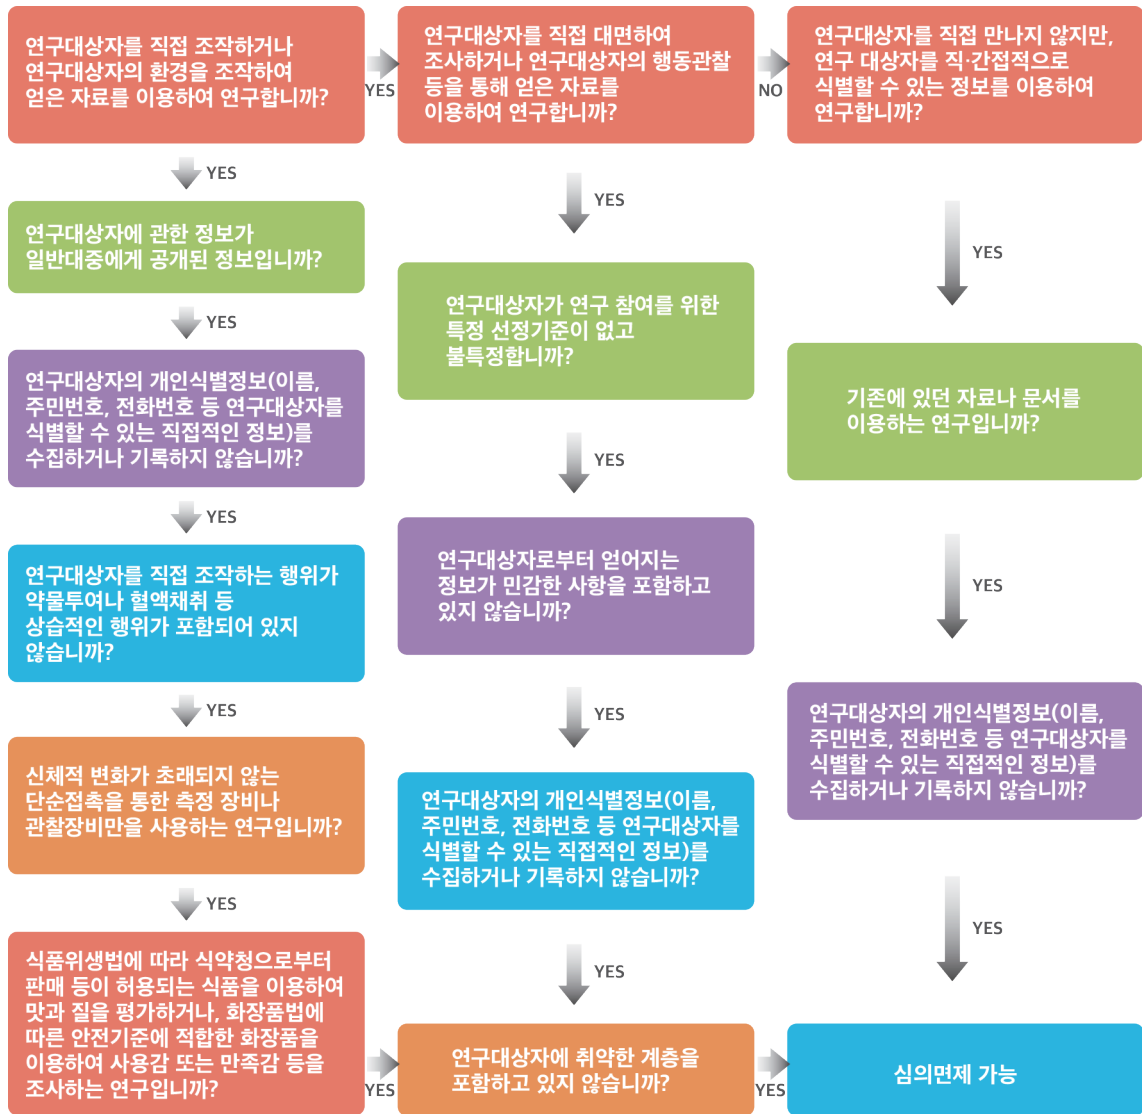 연구대상자를 직접 조작하거나
연구대상자의 환경을 조작하여
얻은 자료를 이용하여 연구합니까?
YES
연구대상자를 직접 대면하여
조사하거나 연구대상자의 행동관찰
등을 통해 얻은 자료를
이용하여 연구합니까?
NO
연구대상자를 직접 만나지 않지만,
연구 대상자를 직·간접적으로
식별할 수 있는 정보를 이용하여
연구합니까?
YES
연구대상자에 관한 정보가
일반대중에게 공개된 정보입니까?
YES
연구대상자의 개인식별정보(이름,
주민번호, 전화번호 등 연구대상자를
식별할 수 있는 직접적인 정보)를
수집하거나 기록하지 않습니까?
YES
연구대상자를 직접 조작하는 행위가
약물투여나 혈액채취 등
상습적인 행위가 포함되어 있지
않습니까?
YES
신체적 변화가 초래되지 않는
단순접촉을 통한 측정 장비나
관찰장비만을 사용하는 연구입니까?
YES
식품위생법에 따라 식약청으로부터
판매 등이 허용되는 식품을 이용하여
맛과 질을 평가하거나, 화장품법에
따른 안전기준에 적합한 화장품을
이용하여 사용감 또는 만족감 등을
조사하는 연구입니까?
YES
YES
연구대상자가 연구 참여를 위한
특정 선정기준이 없고
불특정합니까?
YES
연구대상자로부터 얻어지는
정보가 민감한 사항을 포함하고
있지 않습니까?
YES
연구대상자의 개인식별정보(이름,
주민번호, 전화번호 등 연구대상자를
식별할 수 있는 직접적인 정보)를
수집하거나 기록하지 않습니까?
YES
연구대상자에 취약한 계층을
포함하고 있지 않습니까?
YES
YES
기존에 있던 자료나 문서를
이용하는 연구입니까?
YES
연구대상자의 개인식별정보(이름,
주민번호, 전화번호 등 연구대상자를
식별할 수 있는 직접적인 정보)를
수집하거나 기록하지 않습니까?
YES
심의면제 가능